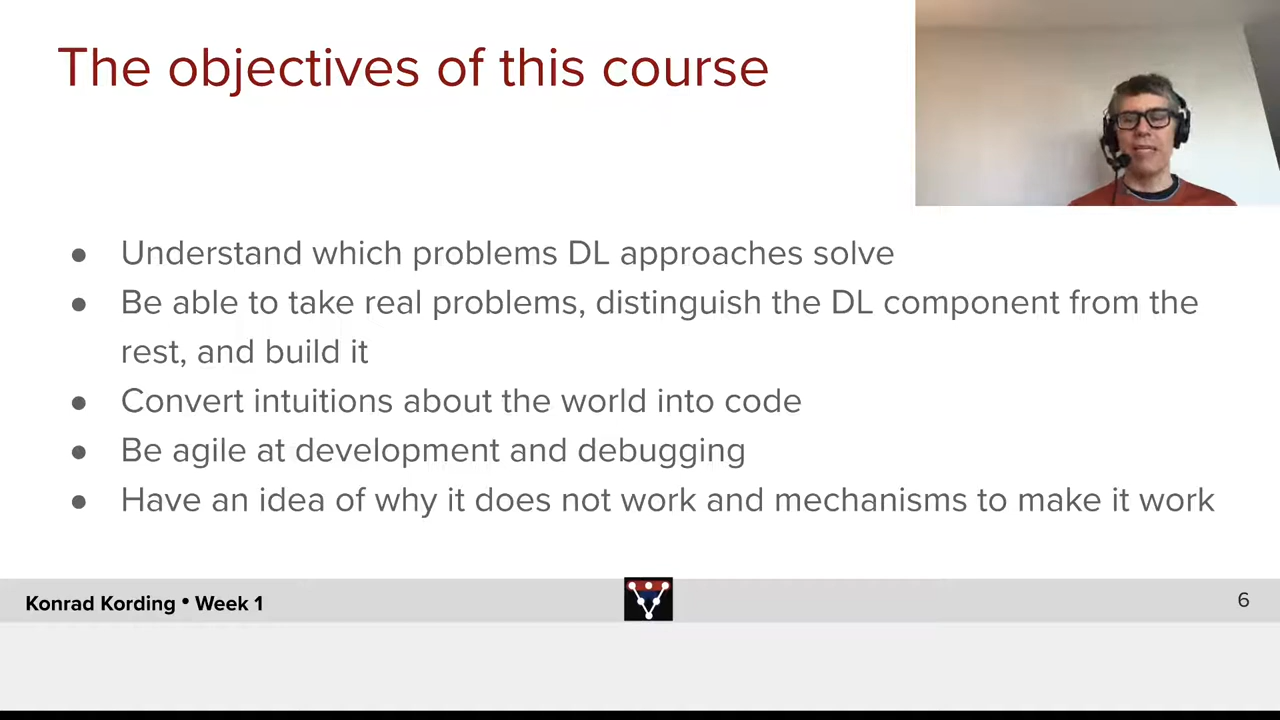 The objectives of this course
● Understand which problems DL approaches solve
● Be able to take real problems, distinguish the DL component from the
rest, and build it
● Convert intuitions about the world into code
● Be agile at development and debugging
● Have an idea of why it does not work and mechanisms to make it work
Konrad Kording • Week 1
6